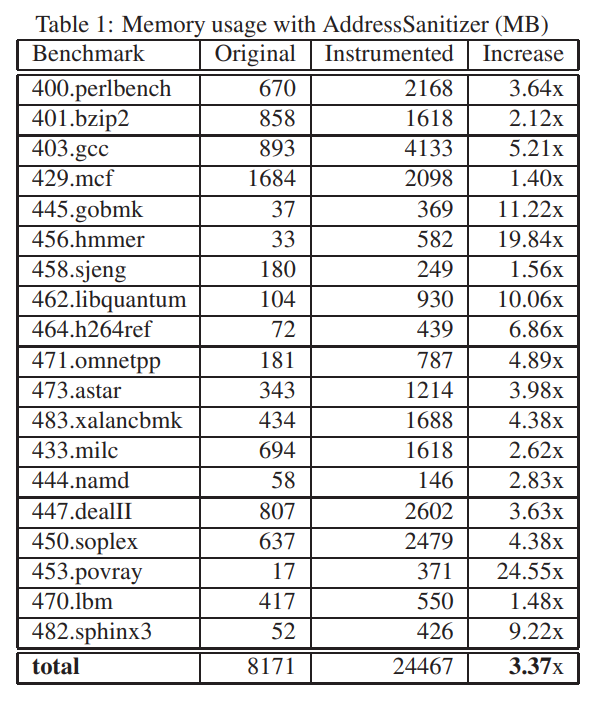 Table 1: Memory usage with AddressSanitizer (MB)
Benchmark Original Instrumented Increase
400.perlbench 670 2168 3.64x
401.bzip2 858 1618 2.12x
403.gcc 893 4133 5.21x
429.mcf 1684 2098 1.40x
445.gobmk 37 369 11.22x
456.hmmer 33 582 19.84x
458.sjeng 180 249 1.56x
462.libquantum 104 930 10.06x
464.h264ref 72 439 6.86x
471.omnetpp 181 787 4.89x
473.astar 343 1214 3.98x
483.xalancbmk 434 1688 4.38x
433.milc 694 1618 2.62x
444.namd 58 146 2.83x
447.dealII 807 2602 3.63x
450.soplex 637 2479 4.38x
453.povray 17 371 24.55x
470.lbm 417 550 1.48x
482.sphinx3 52 426 9.22x
total 8171 24467 3.37x